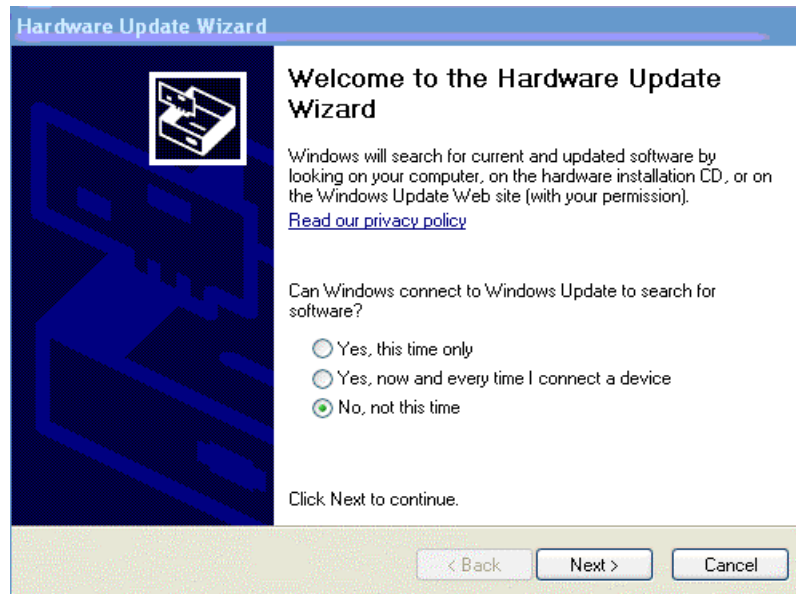 Hardware Update Wizard
Welcome to the Hardware Update
Wizard
Windows will search for current and updated software by
looking on your computer, on the hardware installation CD, or on
the Windows Update Web site (with your permission).
Read our privacy policy
Can Windows connect to Windows Update to search for
software?
Yes, this time only
Yes, now and every time I connect a device
No, not this time
Click Next to continue.
< Back Next > Cancel